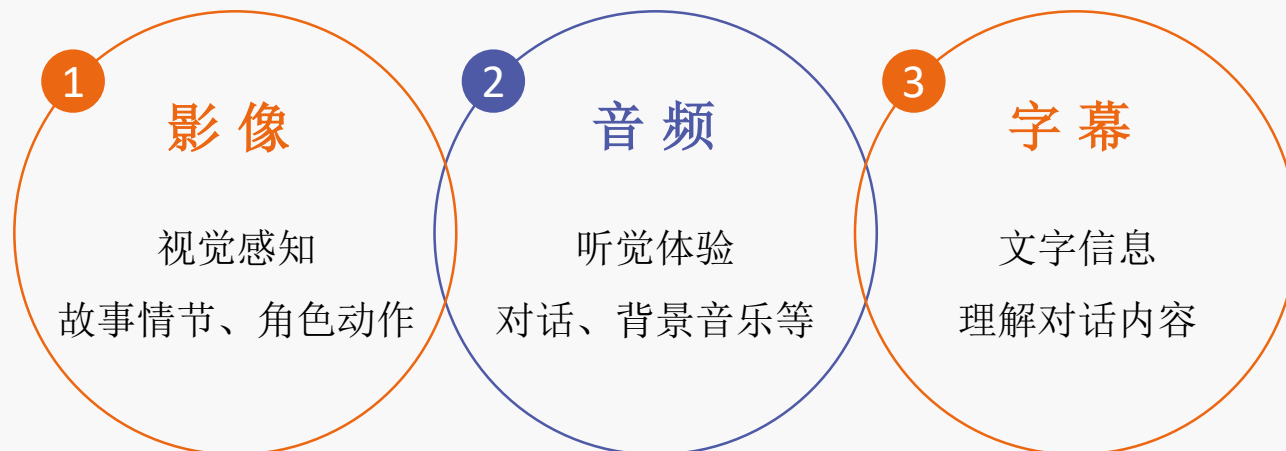 1
影像
视觉感知
故事情节、角色动作
2
音频
听觉体验
对话、背景音乐等
3
字幕
文字信息
理解对话内容